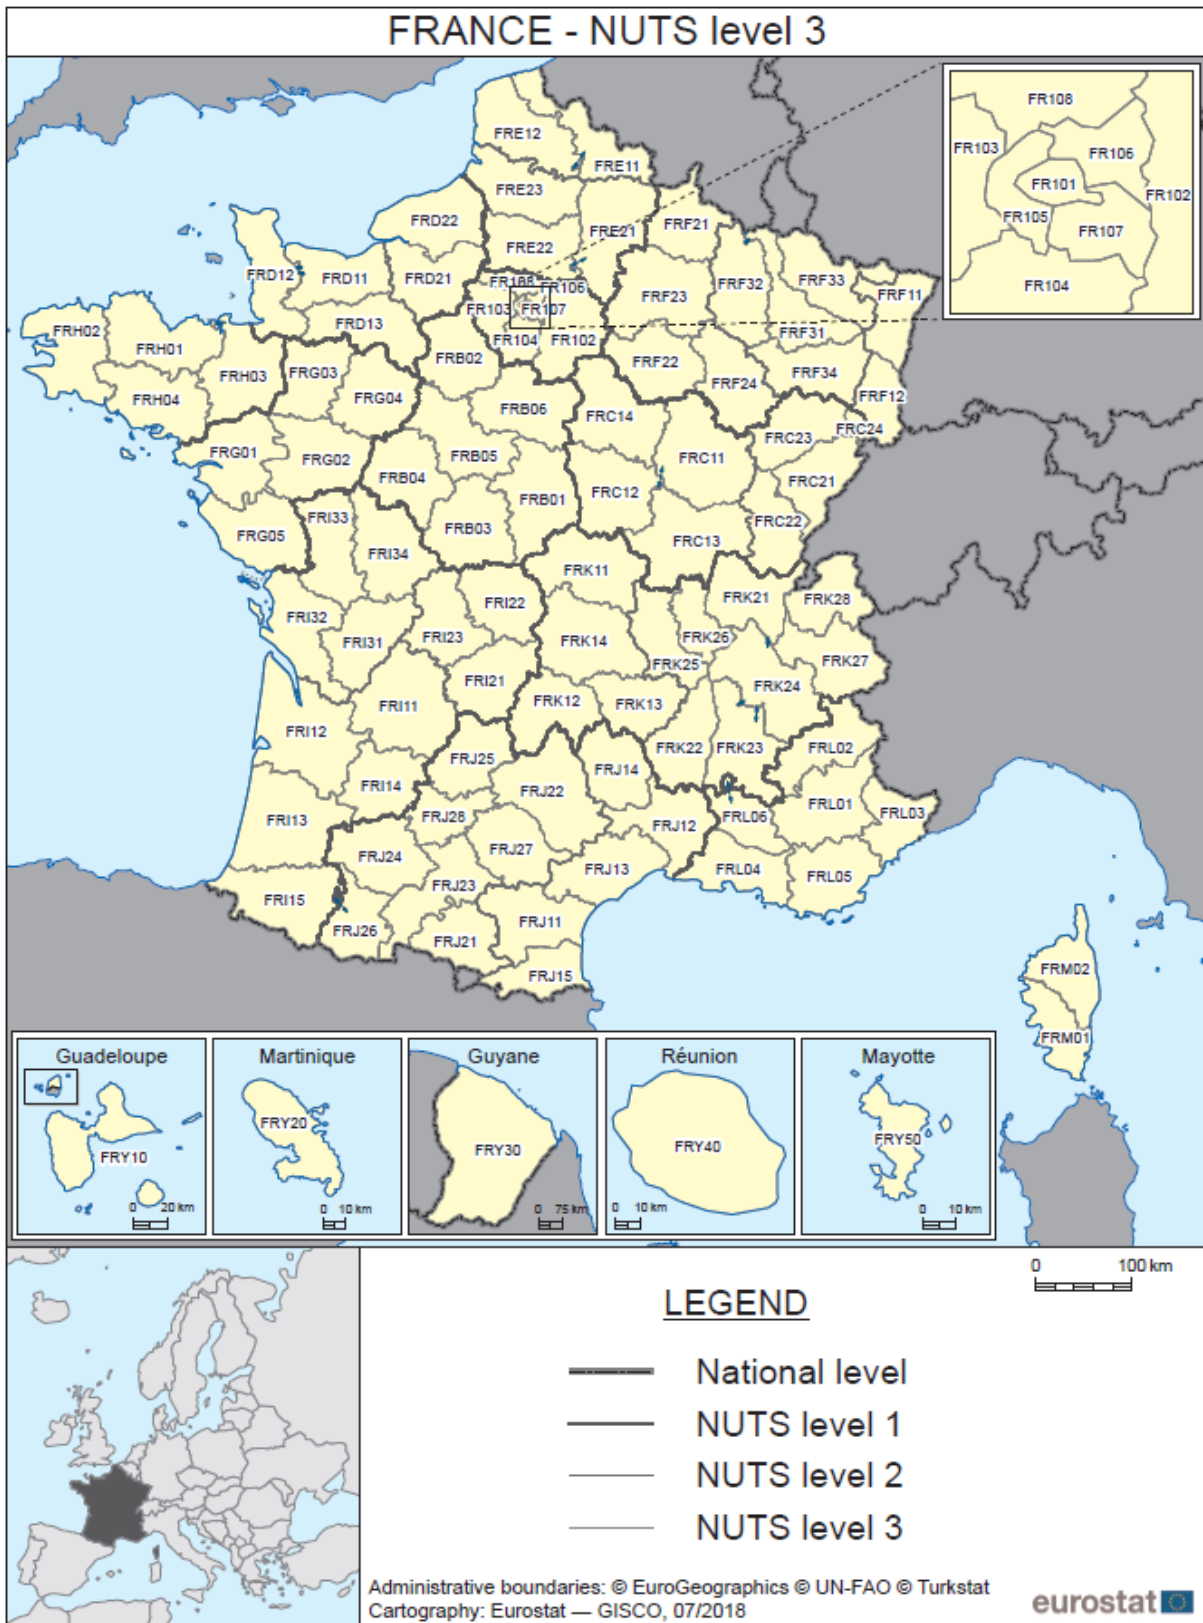 FRANCE - NUTS level 3
FR108
FR103
FR106
FR101
FR102
FR105
FR107
FR104
FRE12
FRE11
FRE23
FRD22
FRF21
FRE21
FRE22
FRD12
FRD11
FRD21
FR108
FR106
FRF32
FRF33
FRF11
FRF23
FR103
FR107
FRH02
FRD13
FRF31
FRH01
FR104
FR102
FRB02
FRF22
FRF34
FRH03
FRG03
FRF24
FRF12
FRH04
FRG04
FRB06
FRC14
FRC24
FRC23
FRG01
FRG02
FRB05
FRC11
FRB04
FRC21
FRC12
FRB01
FRI33
FRC22
FRG05
FRB03
FRC13
FRI34
FRK11
FRK21
FRK28
FRI22
FRI32
FRI31
FRI23
FRK14
FRK26
FRK27
FRK25
FRI21
FRK24
FRI11
FRK12
FRK13
FRI12
FRK22
FRK23
FRL02
FRJ25
FRJ14
FRI14
FRJ22
FRL01
FRL03
FRI13
FRJ28
FRJ12
FRL06
FRJ24
FRJ27
FRJ13
FRL04
FRL05
FRJ23
FRI15
FRJ11
FRJ26
FRJ21
FRJ15
FRM02
FRM01
Guadeloupe
FRY10
0 20 km
Martinique
FRY20
0 10 km
Guyane
FRY30
0 75 km
Réunion
FRY40
0 10 km
Mayotte
FRY50
0 10 km
0 100 km
LEGEND
National level
NUTS level 1
NUTS level 2
NUTS level 3
Administrative boundaries: © EuroGeographics © UN-FAO © Turkstat
Cartography: Eurostat — GISCO, 07/2018
eurostat